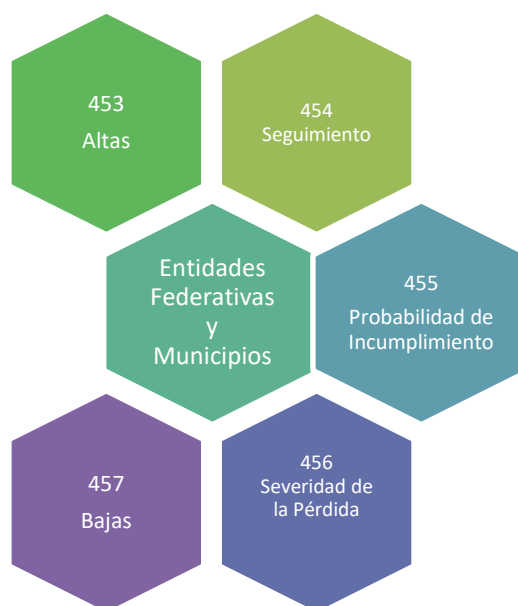 453
Altas
454
Seguimiento
Entidades
Federativas
y
Municipios
455
Probabilidad de
Incumplimiento
457
Bajas
456
Severidad de
la Pérdida